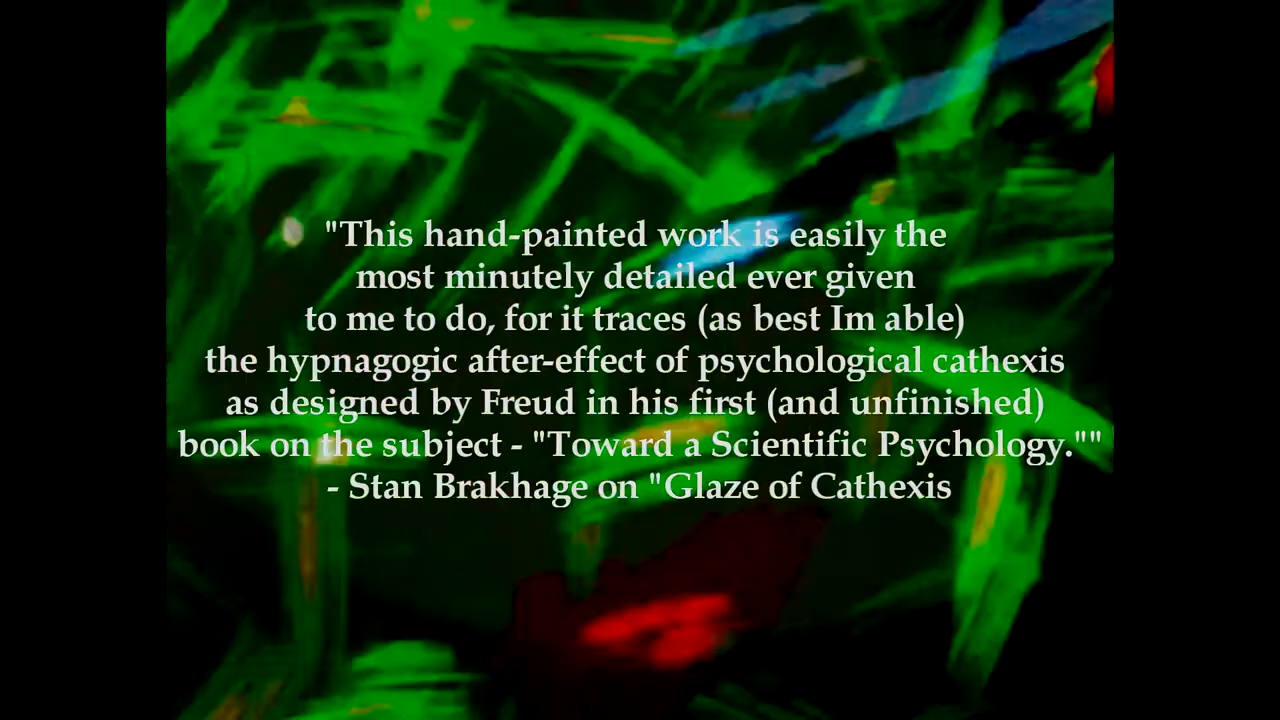 "This hand-painted work is easily the
most minutely detailed ever given
to me to do, for it traces (as best Im able)
the hypnagogic after-effect of psychological cathexis
as designed by Freud in his first (and unfinished)
book on the subject - "Toward a Scientific Psychology.""
- Stan Brakhage on "Glaze of Cathexis